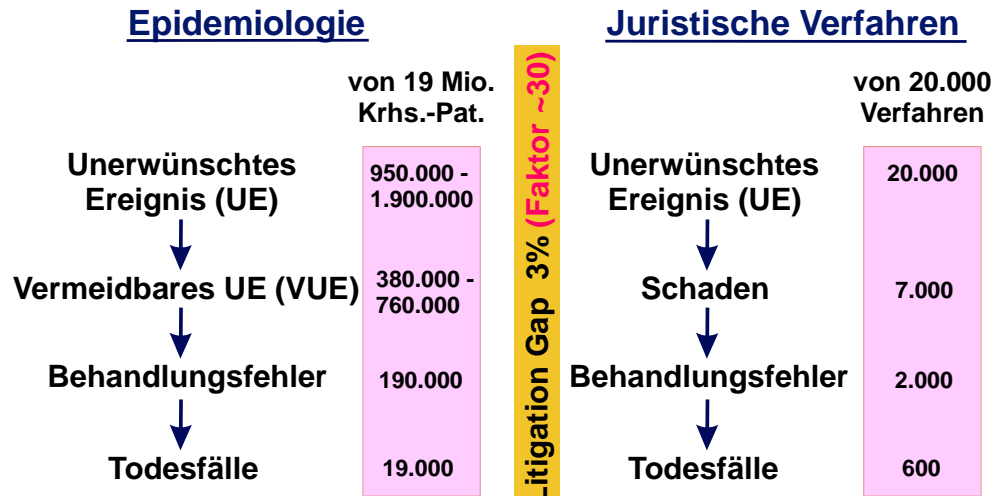 Epidemiologie
von 19 Mio.
Krhs.-Pat.
Unerwünschtes
Ereignis (UE)
950.000 -
1.900.000
Vermeidbares UE (VUE)
380.000 -
760.000
Behandlungsfehler
190.000
Todesfälle
19.000
Litigation Gap 3% (Faktor ~30)
Juristische Verfahren
von 20.000
Verfahren
Unerwünschtes
Ereignis (UE)
20.000
Schaden
7.000
Behandlungsfehler
2.000
Todesfälle
600